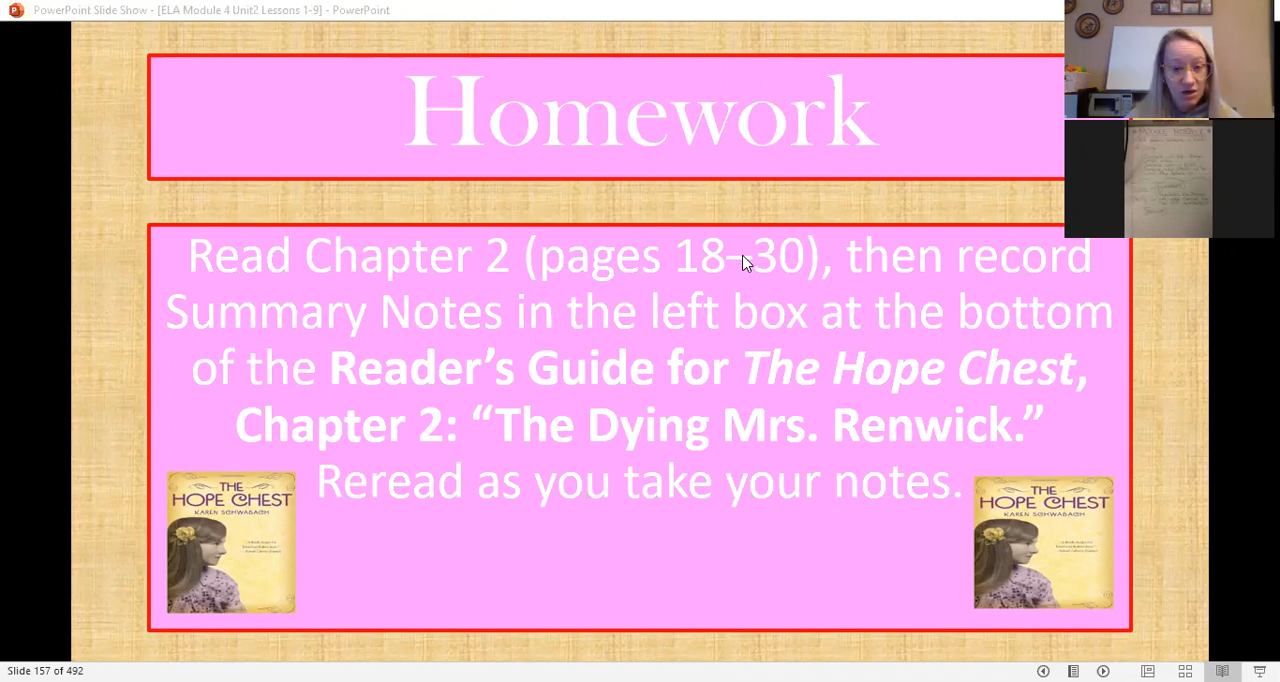 PowerPoint Slide Show - [ELA Module 4 Unit2 Lessons 1-9] - PowerPoint
Homework
Read Chapter 2 (pages 18–30), then record
Summary Notes in the left box at the bottom
of the Reader’s Guide for The Hope Chest,
Chapter 2: “The Dying Mrs. Renwick.”
Reread as you take your notes.
THE
HOPE CHEST
KAREN SCHWABACH
THE
HOPE CHEST
KAREN SCHWABACH
Slide 157 of 492